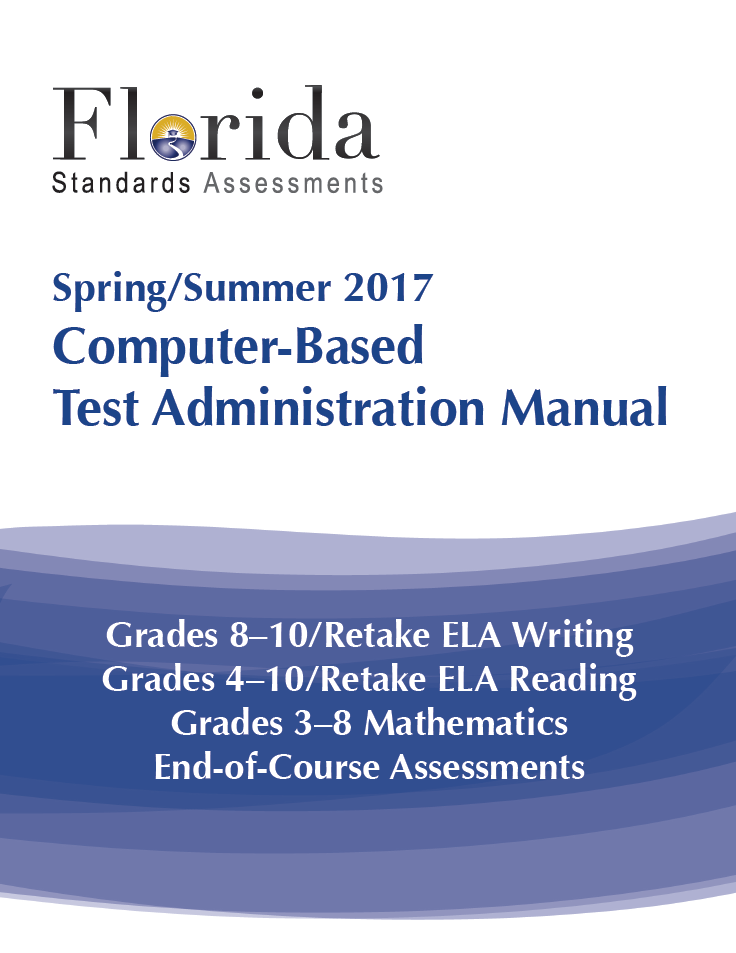 Florida
Standards Assessments
Spring/Summer 2017
Computer-Based
Test Administration Manual
Grades 8–10/Retake ELA Writing
Grades 4–10/Retake ELA Reading
Grades 3–8 Mathematics
End-of-Course Assessments